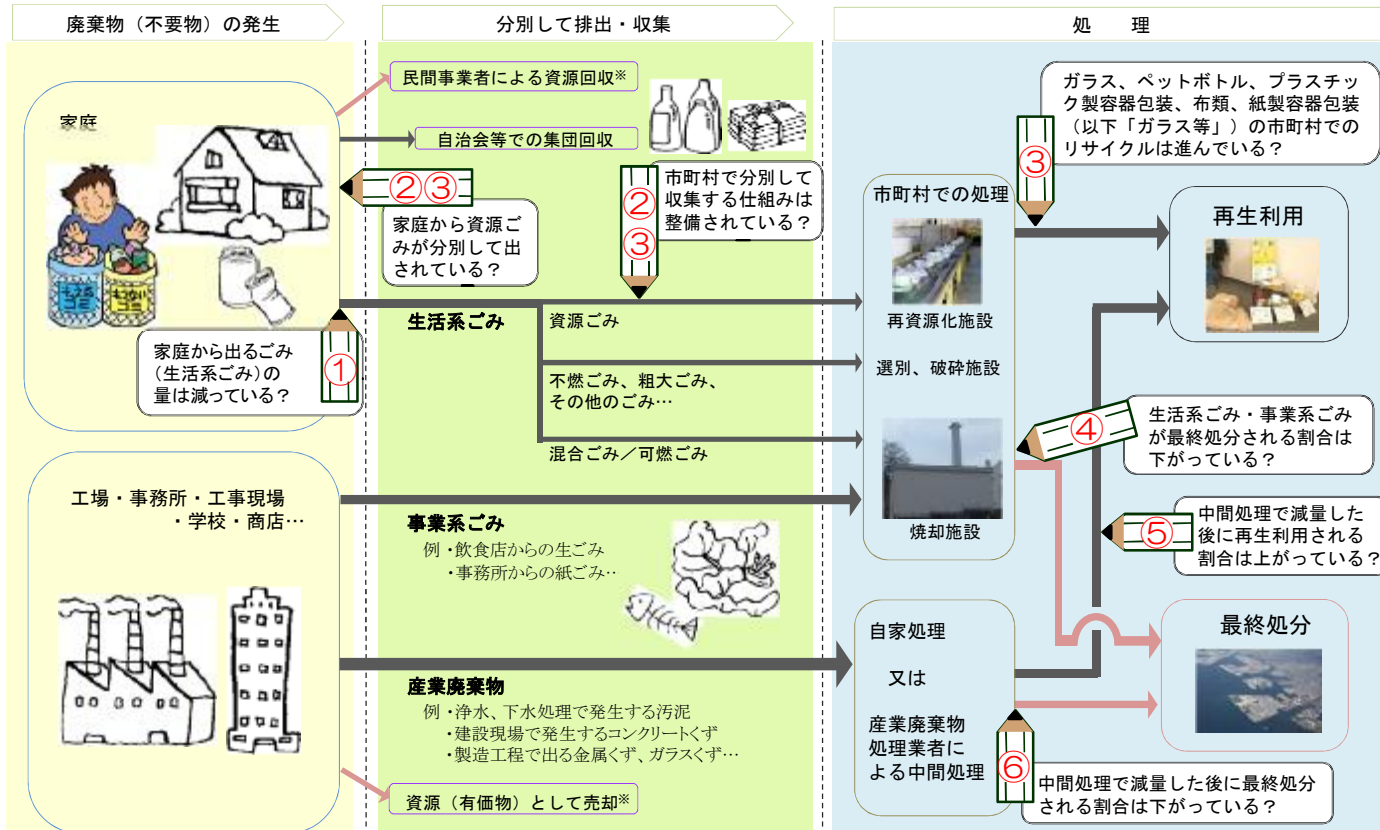 廃棄物（不要物）の発生
分別して排出・収集
処　理
家庭
もえる
ゴミ
もえない
ゴミ
民間事業者による資源回収※
自治会等での集団回収
②③
家庭から資源ご
みが分別して出
されている？
②
③
市町村で分別して
収集する仕組みは
整備されている？
①
家庭から出るごみ
（生活系ごみ）の
量は減っている？
生活系ごみ
資源ごみ
不燃ごみ、粗大ごみ、
その他のごみ…
混合ごみ／可燃ごみ
③
ガラス、ペットボトル、プラスチッ
ク製容器包装、布類、紙製容器包装
（以下「ガラス等」）の市町村での
リサイクルは進んでいる？
市町村での処理
再資源化施設
選別、破砕施設
焼却施設
再生利用
④
生活系ごみ・事業系ごみ
が最終処分される割合は
下がっている？
⑤
中間処理で減量した
後に再生利用される
割合は上がっている？
工場・事務所・工事現場
・学校・商店…
事業系ごみ
例・飲食店からの生ごみ
・事務所からの紙ごみ‥
産業廃棄物
例・浄水、下水処理で発生する汚泥
・建設現場で発生するコンクリートくず
・製造工程で出る金属くず、ガラスくず…
資源（有価物）として売却※
自家処理
又は
産業廃棄物
処理業者に
よる中間処理
最終処分
⑥
中間処理で減量した後に最終処分
される割合は下がっている？